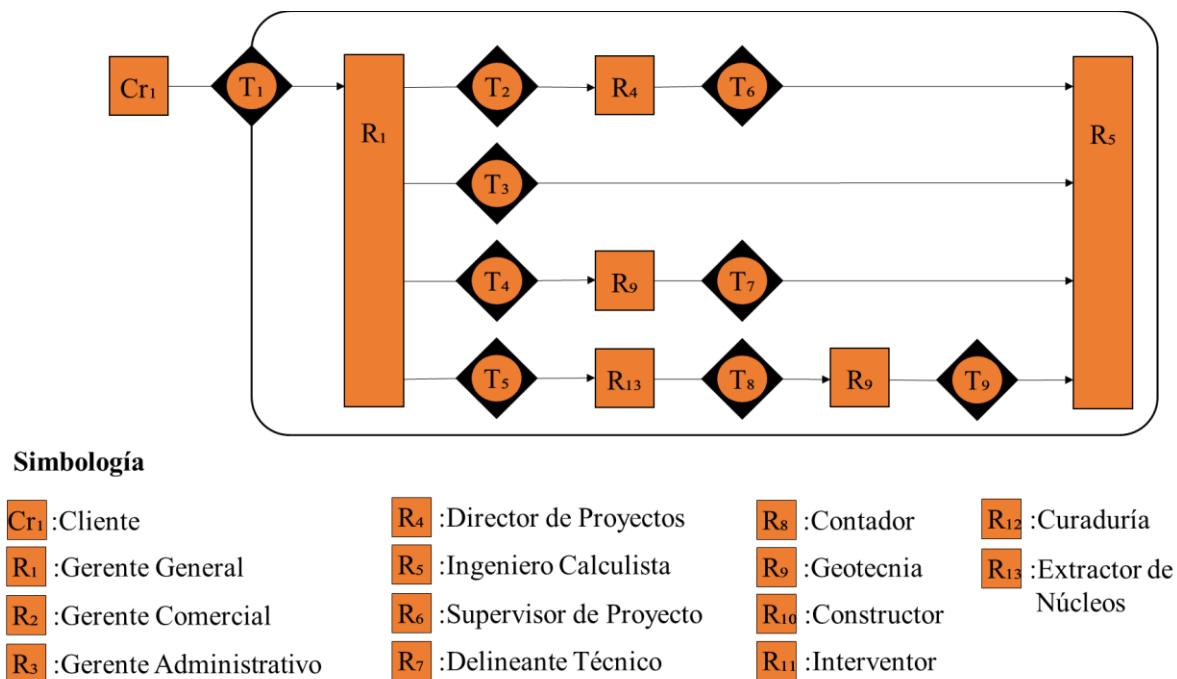 Cr₁ T₁ R₁ T₂ R₄ T₆ R₅
T₃
T₄ R₉ T₇
T₅ R₁₃ T₈ R₉ T₉
Simbología
Cr₁ :Cliente
R₁ :Gerente General
R₂ :Gerente Comercial
R₃ :Gerente Administrativo
R₄ :Director de Proyectos
R₅ :Ingeniero Calculista
R₆ :Supervisor de Proyecto
R₇ :Delineante Técnico
R₈ :Contador
R₉ :Geotecnia
R₁₀ :Constructor
R₁₁ :Interventor
R₁₂ :Curaduría
R₁₃ :Extractor de
Núcleos